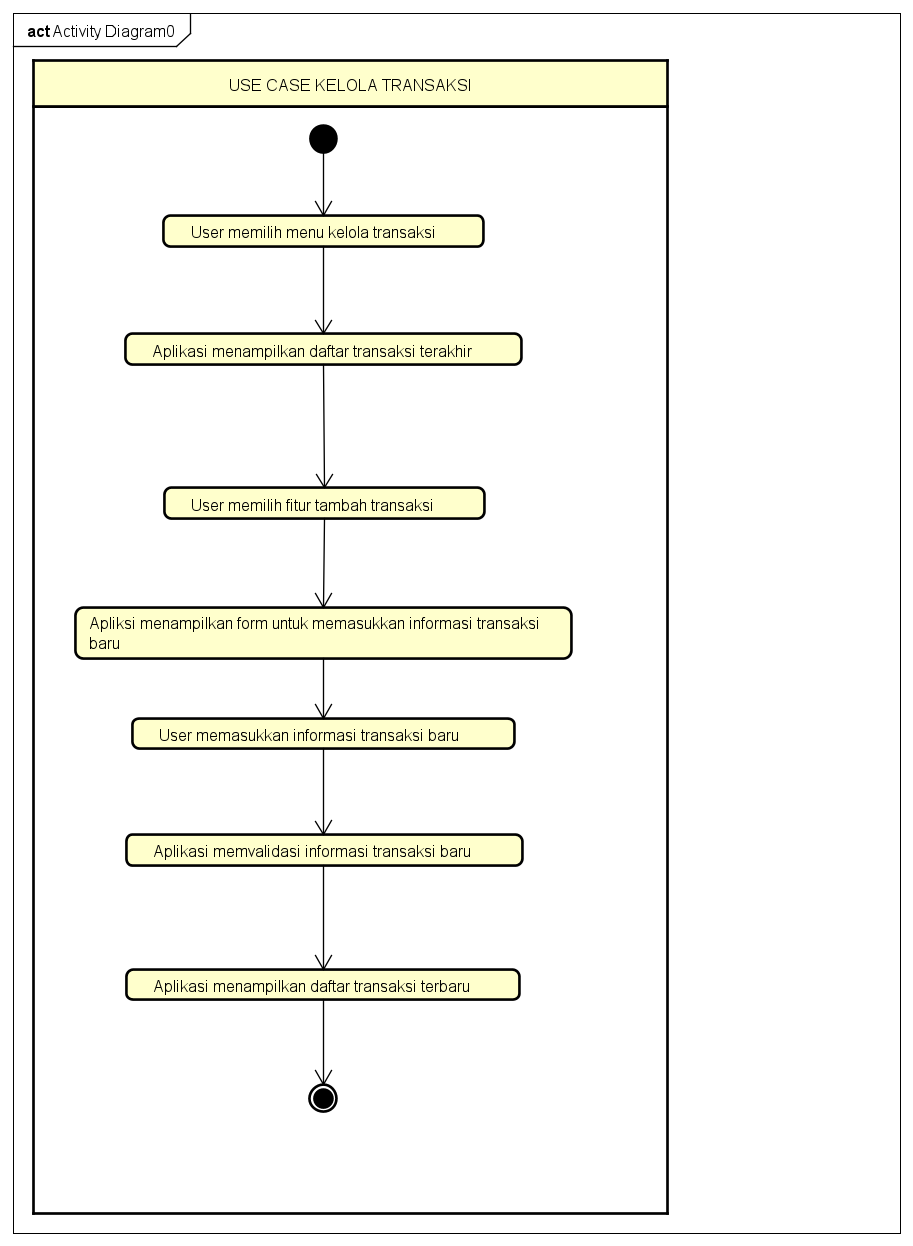 act Activity Diagram0
USE CASE KELOLA TRANSAKSI
User memilih menu kelola transaksi
Aplikasi menampilkan daftar transaksi terakhir
User memilih fitur tambah transaksi
Apliksi menampilkan form untuk memasukkan informasi transaksi
baru
User memasukkan informasi transaksi baru
Aplikasi memvalidasi informasi transaksi baru
Aplikasi menampilkan daftar transaksi terbaru